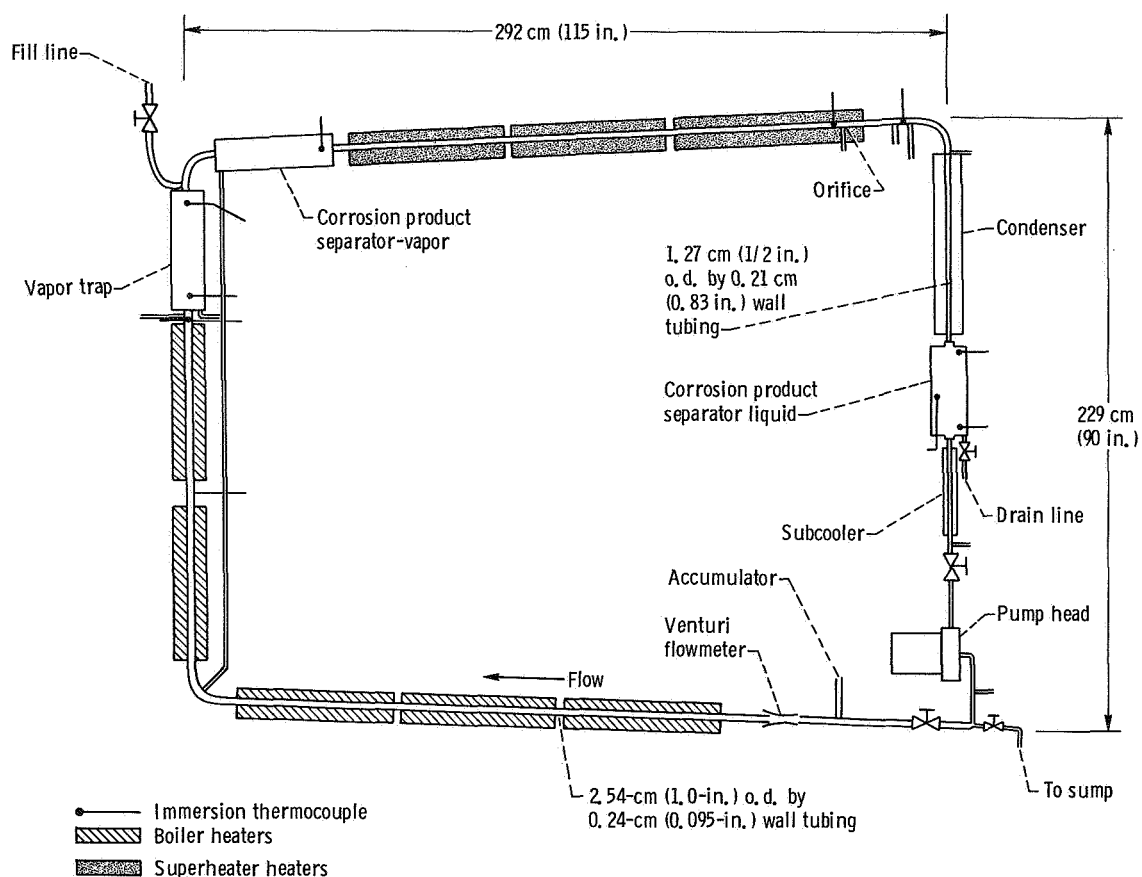 292 cm (115 in.)
Fill line
Orifice
Corrosion product
separator-vapor
Condenser
1.27 cm (1/2 in.)
o.d. by 0.21 cm
(0.83 in.) wall
tubing
Vapor trap
Corrosion product
separator liquid
229 cm
(90 in.)
Drain line
Subcooler
Accumulator
Pump head
Venturi
flowmeter
Flow
To sump
2.54-cm (1.0-in.) o.d. by
0.24-cm (0.095-in.) wall tubing
Immersion thermocouple
Boiler heaters
Superheater heaters